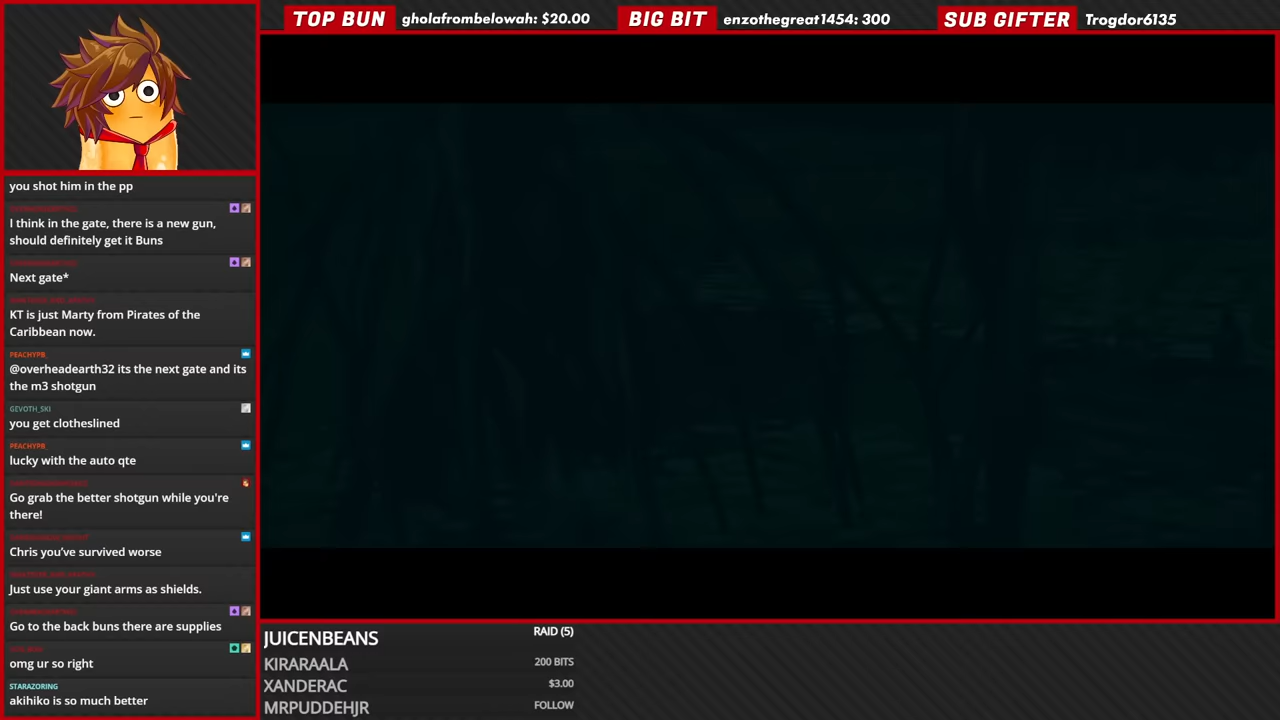 TOP BUN gholafrombelowah: $20.00 BIG BIT enzothegreat1454: 300 SUB GIFTER Trogdor6135
you shot him in the pp
I think in the gate, there is a new gun,
should definitely get it Buns
Next gate*
KT is just Marty from Pirates of the
Caribbean now.
PEACHYPB_
@overheadearth32 its the next gate and its
the m3 shotgun
GEVOTH_SKI
you get clotheslined
PEACHYPB_
lucky with the auto qte
Go grab the better shotgun while you're
there!
Chris you’ve survived worse
Just use your giant arms as shields.
Go to the back buns there are supplies
omg ur so right
STARAZORING
akihiko is so much better
JUICENBEANS RAID (5)
KIRARAALA 200 BITS
XANDERAC $3.00
MRPUDDEHJR FOLLOW